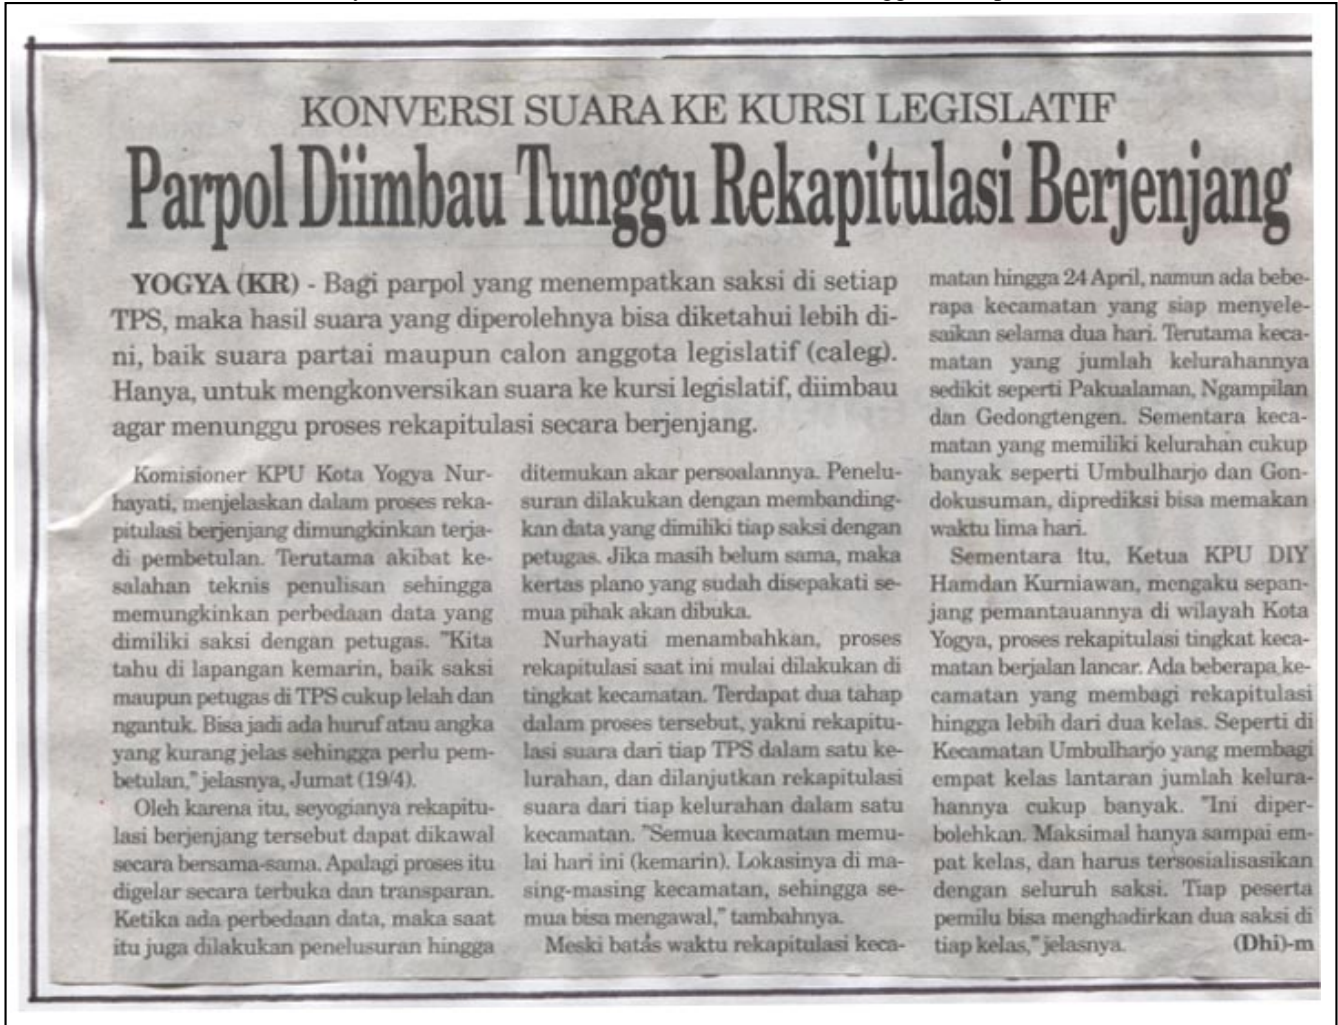 KONVERSI SUARA KE KURSI LEGISLATIF
Parpol Diimbau Tunggu Rekapitulasi Berjenjang
YOGYA (KR) - Bagi parpol yang menempatkan saksi di setiap
TPS, maka hasil suara yang diperolehnya bisa diketahui lebih di-
ni, baik suara partai maupun calon anggota legislatif (caleg).
Hanya, untuk mengkonversikan suara ke kursi legislatif, diimbau
agar menunggu proses rekapitulasi secara berjenjang.
Komisioner KPU Kota Yogya Nur-
hayati, menjelaskan dalam proses reka-
pitulasi berjenjang dimungkinkan terja-
di pembetulan. Terutama akibat ke-
salahan teknis penulisan sehingga
memungkinkan perbedaan data yang
dimiliki saksi dengan petugas. "Kita
tahu di lapangan kemarin, baik saksi
maupun petugas di TPS cukup lelah dan
ngantuk. Bisa jadi ada huruf atau angka
yang kurang jelas sehingga perlu pem-
betulan," jelasnya, Jumat (19/4).
Oleh karena itu, seyogianya rekapitu-
lasi berjenjang tersebut dapat dikawal
secara bersama-sama. Apalagi proses itu
digelar secara terbuka dan transparan.
Ketika ada perbedaan data, maka saat
itu juga dilakukan penelusuran hingga
ditemukan akar persoalannya. Penelu-
suran dilakukan dengan membanding-
kan data yang dimiliki tiap saksi dengan
petugas. Jika masih belum sama, maka
kertas plano yang sudah disepakati se-
mua pihak akan dibuka.
Nurhayati menambahkan, proses
rekapitulasi saat ini mulai dilakukan di
tingkat kecamatan. Terdapat dua tahap
dalam proses tersebut, yakni rekapitu-
lasi suara dari tiap TPS dalam satu ke-
lurahan, dan dilanjutkan rekapitulasi
suara dari tiap kelurahan dalam satu
kecamatan. "Semua kecamatan memu-
lai hari ini (kemarin). Lokasinya di ma-
sing-masing kecamatan, sehingga se-
mua bisa mengawal," tambahnya.
Meski batas waktu rekapitulasi keca-
matan hingga 24 April, namun ada bebe-
rapa kecamatan yang siap menyele-
saikan selama dua hari. Terutama keca-
matan yang jumlah kelurahannya
sedikit seperti Pakualaman, Ngampilan
dan Gedongtengen. Sementara keca-
matan yang memiliki kelurahan cukup
banyak seperti Umbulharjo dan Gon-
dokusuman, diprediksi bisa memakan
waktu lima hari.
Sementara Itu, Ketua KPU DIY
Hamdan Kurniawan, mengaku sepan-
jang pemantauannya di wilayah Kota
Yogya, proses rekapitulasi tingkat keca-
matan berjalan lancar. Ada beberapa ke-
camatan yang membagi rekapitulasi
hingga lebih dari dua kelas. Seperti di
Kecamatan Umbulharjo yang membagi
empat kelas lantaran jumlah kelura-
hannya cukup banyak. "Ini diper-
bolehkan. Maksimal hanya sampai em-
pat kelas, dan harus tersosialisasikan
dengan seluruh saksi. Tiap peserta
pemilu bisa menghadirkan dua saksi di
tiap kelas," jelasnya. (Dhi)-m